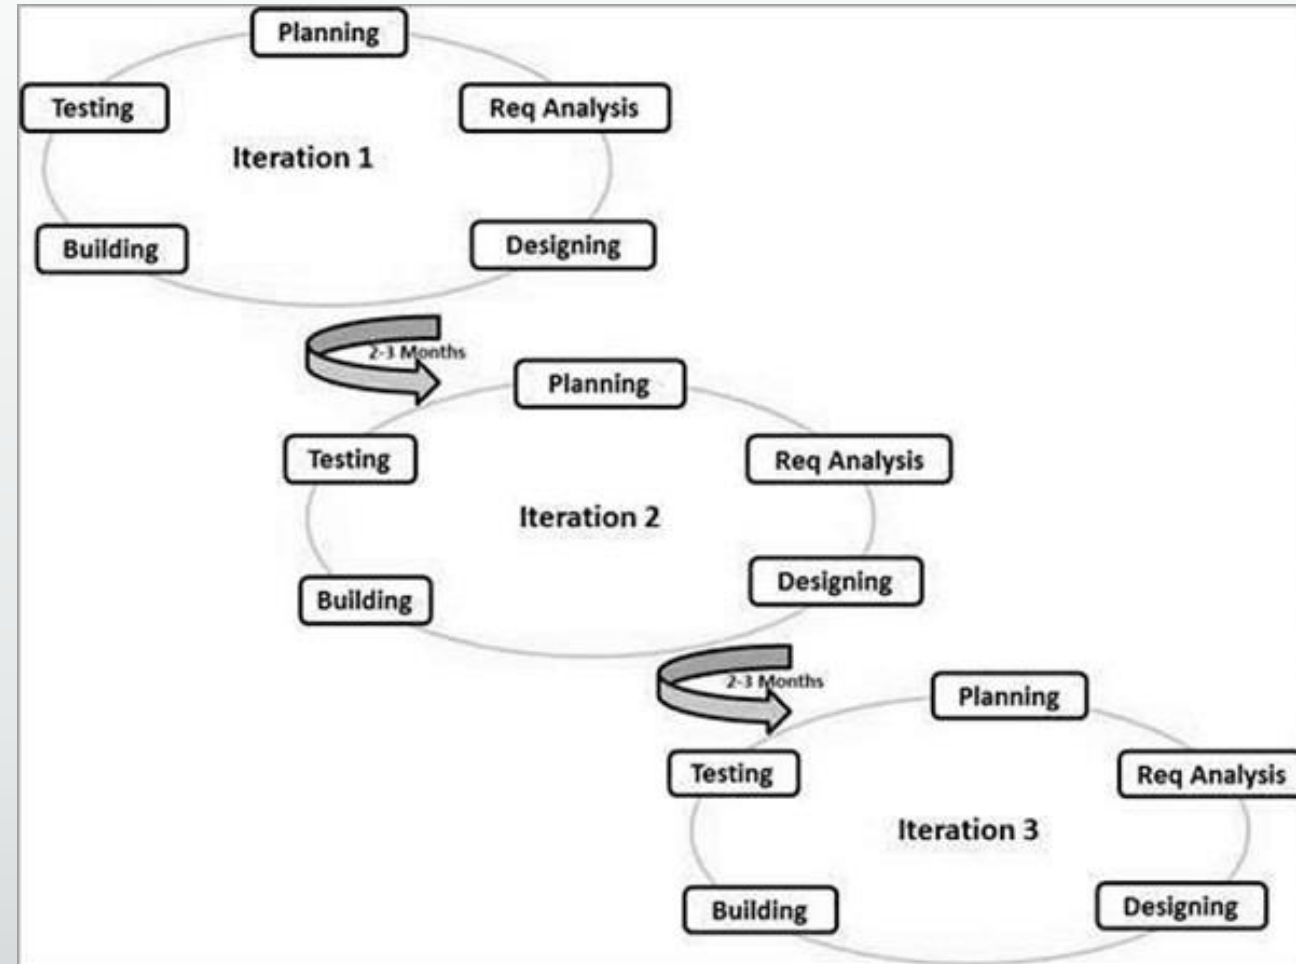 Planning
Testing
Req Analysis
Iteration 1
Building
Designing
2-3 Months
Planning
Testing
Req Analysis
Iteration 2
Building
Designing
2-3 Months
Planning
Testing
Req Analysis
Iteration 3
Building
Designing